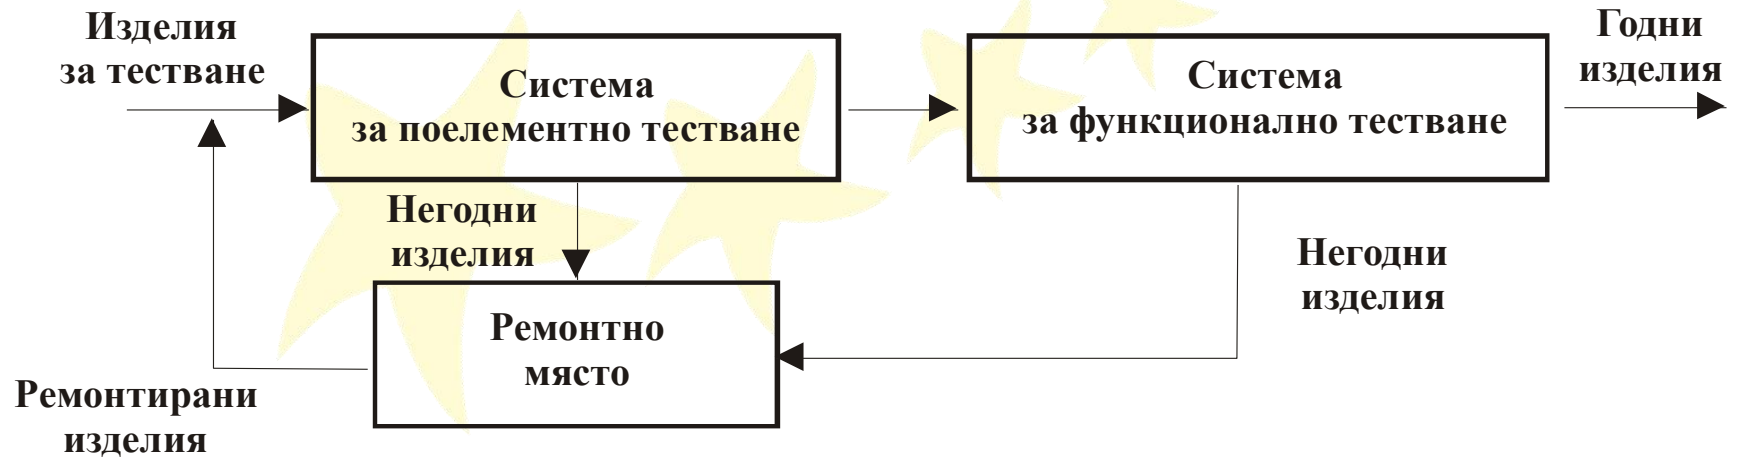 Изделия
за тестване
Система
за поелементно тестване
Система
за функционално тестване
Годни
изделия
Негодни
изделия
Негодни
изделия
Ремонтно
място
Ремонтирани
изделия